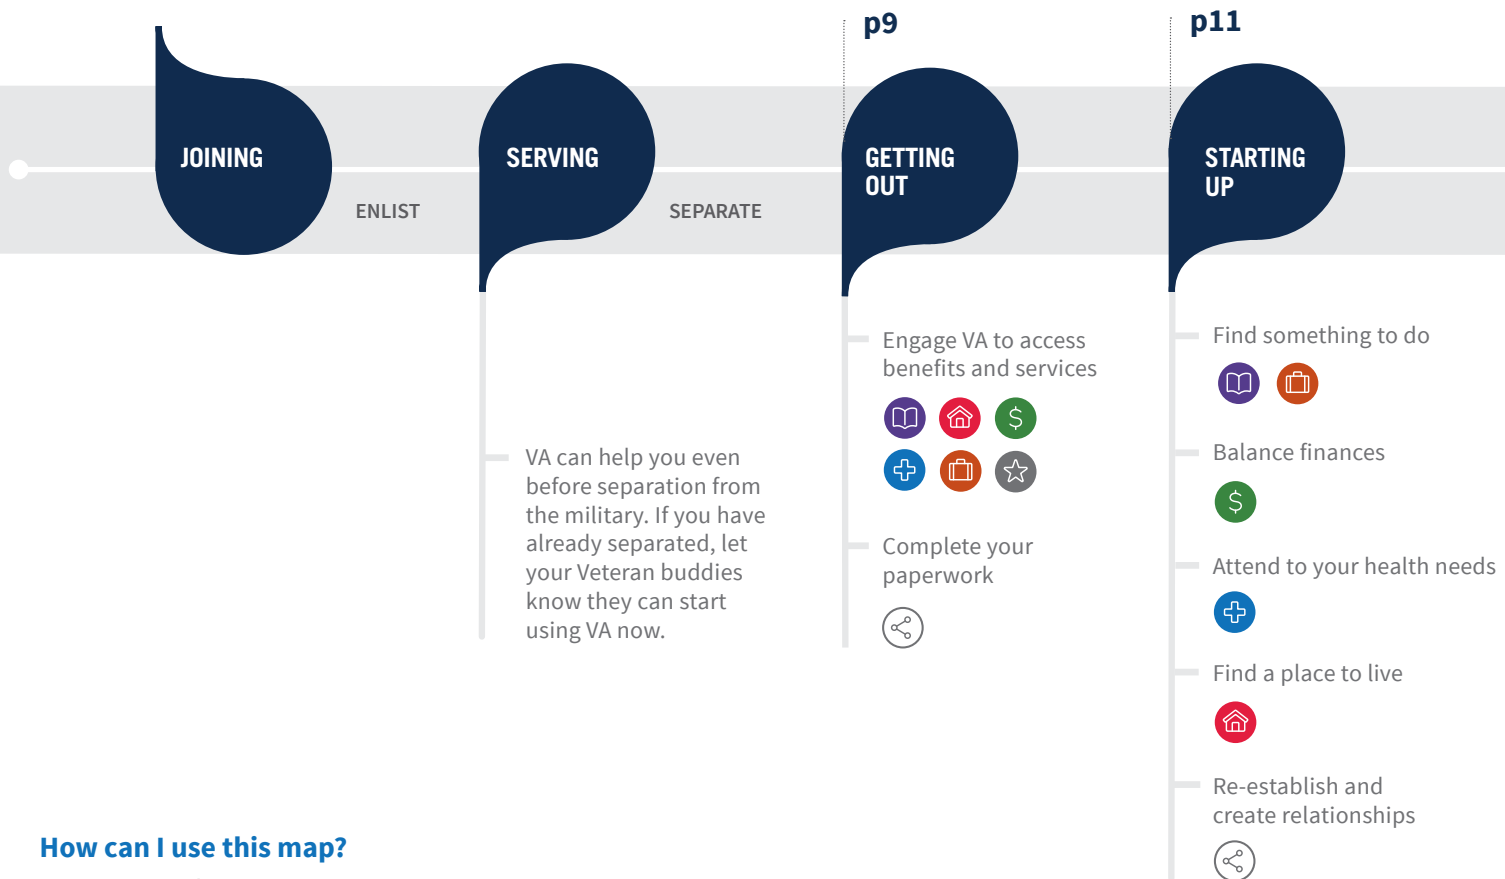 p9
p11
JOINING
ENLIST
SERVING
SEPARATE
GETTING
OUT
STARTING
UP
VA can help you even
before separation from
the military. If you have
already separated, let
your Veteran buddies
know they can start
using VA now.
Engage VA to access
benefits and services
$
Complete your
paperwork
Find something to do
Balance finances
$
Attend to your health needs
Find a place to live
Re-establish and
create relationships
How can I use this map?